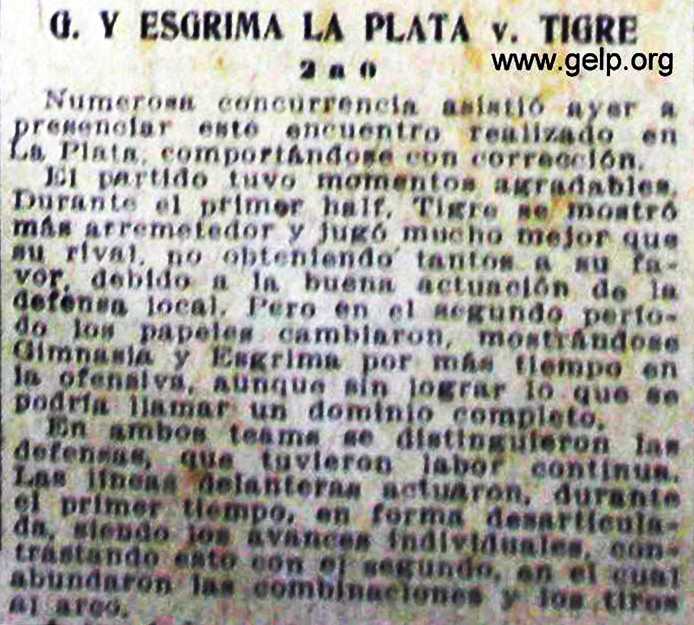 G. Y ESGRIMA LA PLATA v. TIGRE
www.gelp.org
2 a 0
Numerosa concurrencia asistió ayer a
presenciar este encuentro realizado en
La Plata, comportándose con corrección.
El partido tuvo momentos agradables.
Durante el primer half, Tigre se mostró
más arremetedor y jugó mucho mejor que
su rival, no obteniendo tantos a su fa-
vor, debido a la buena actuación de la
defensa local. Pero en el segundo perío-
do los papeles cambiaron, mostrándose
Gimnasia y Esgrima por más tiempo en
la ofensiva, aunque sin lograr lo que se
podría llamar un dominio completo.
En ambos teams se distinguieron las
defensas, que tuvieron labor continua.
Las líneas delanteras actuaron, durante
el primer tiempo, en forma desarticula-
da, siendo los avances individuales, con-
trastando esto con el segundo, en el cual
abundaron las combinaciones y los tiros
al arco.